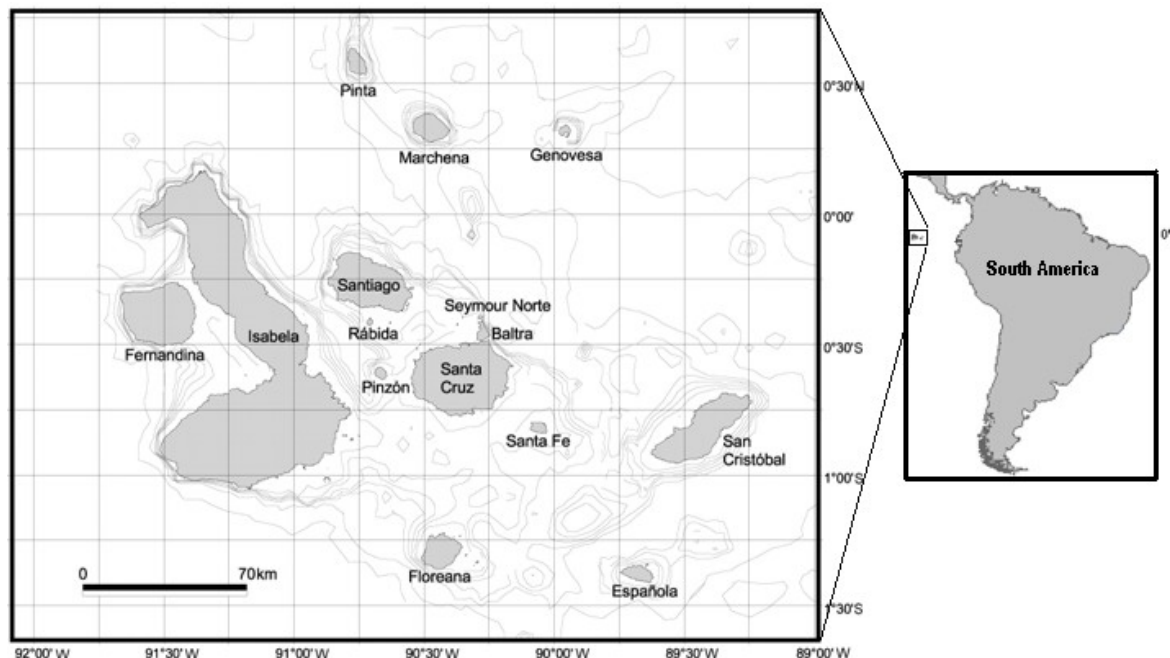 Pinta
Marchena
Genovesa
Santiago
Seymour Norte
Rábida
Baltra
Isabela
Fernandina
Pinzón
Santa
Cruz
Santa Fe
San
Cristóbal
Floreana
Española
0 70km
0°30'N
0°00'
0°30'S
1°00'S
1°30'S
92°00' W 91°30' W 91°00' W 90°30' W 90°00' W 89°30' W 89°00' W
South America
0°